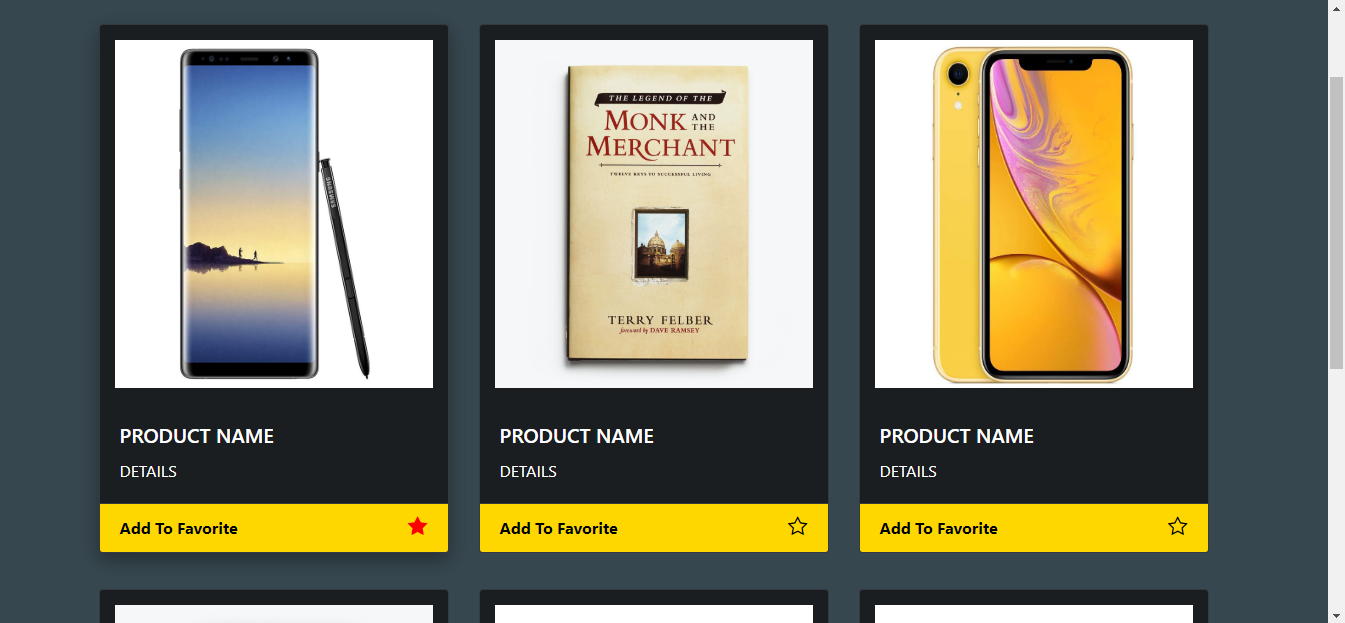 SAMSUNG
THE LEGEND OF THE
MONK AND THE
MERCHANT
TWELVE KEYS TO SUCCESSFUL LIVING
TERRY FELBER
foreword by DAVE RAMSEY
PRODUCT NAME
DETAILS
Add To Favorite
PRODUCT NAME
DETAILS
Add To Favorite
PRODUCT NAME
DETAILS
Add To Favorite